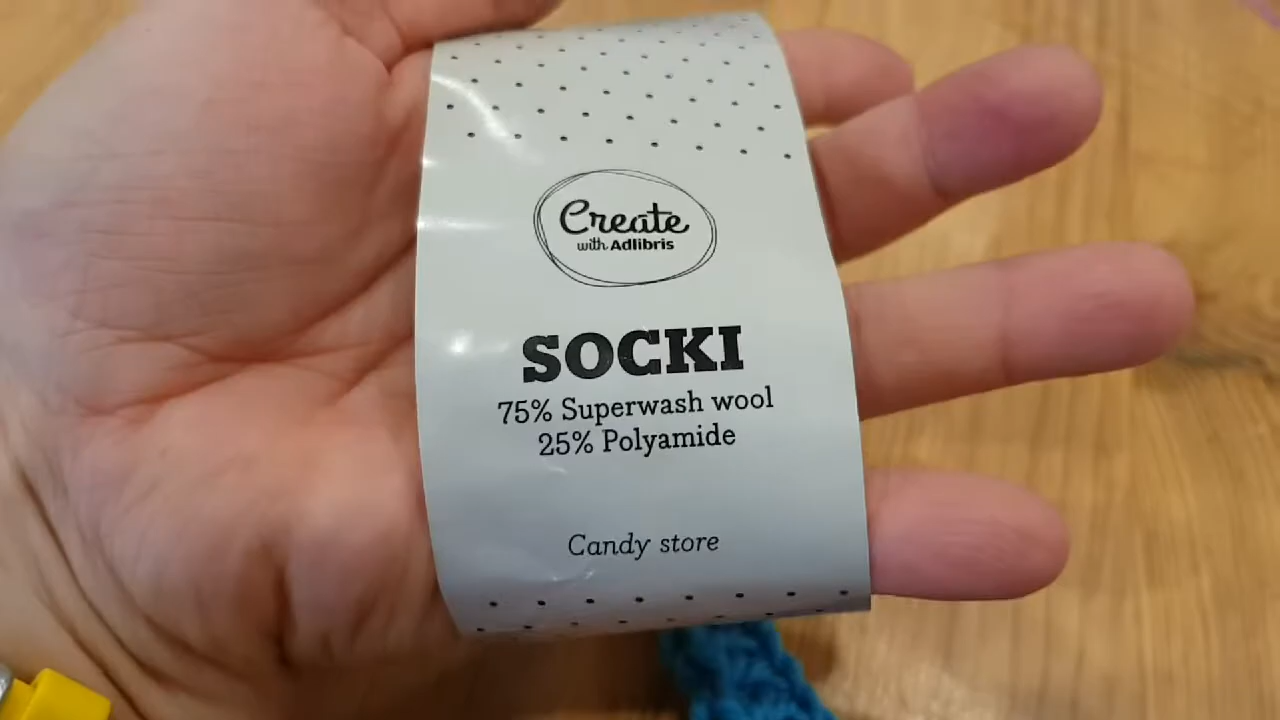 Create
with Adlibris
SOCKI
75% Superwash wool
25% Polyamide
Candy store